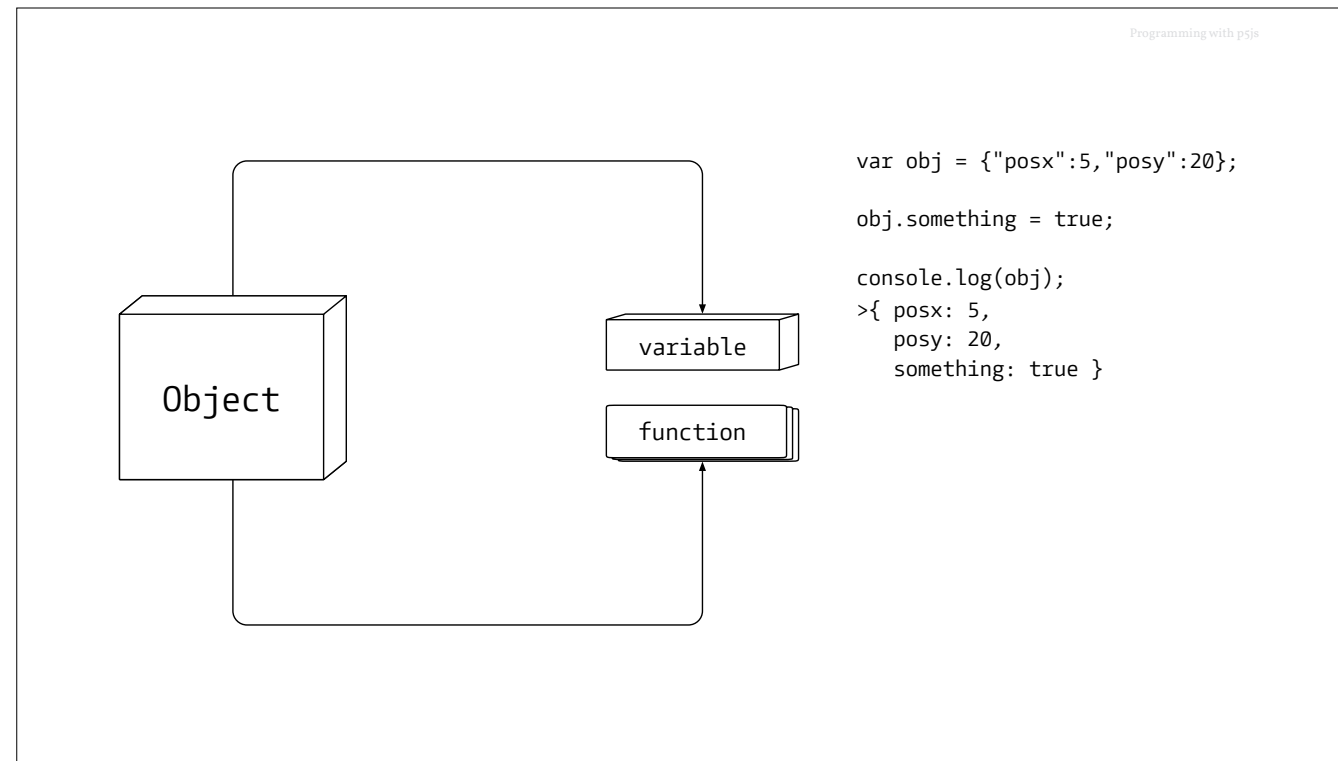 Programming with p5js
var obj = {"posx":5,"posy":20};
obj.something = true;
console.log(obj);
>{ posx: 5,
posy: 20,
something: true }
Object
variable
function